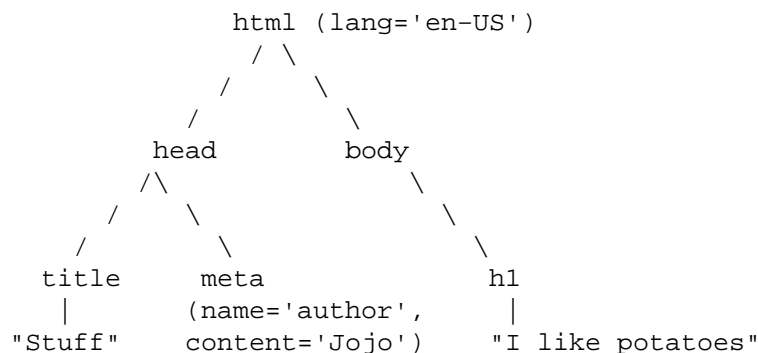 html (lang='en-US')
head body
title meta h1
(name='author',
"Stuff" content='Jojo') "I like potatoes"